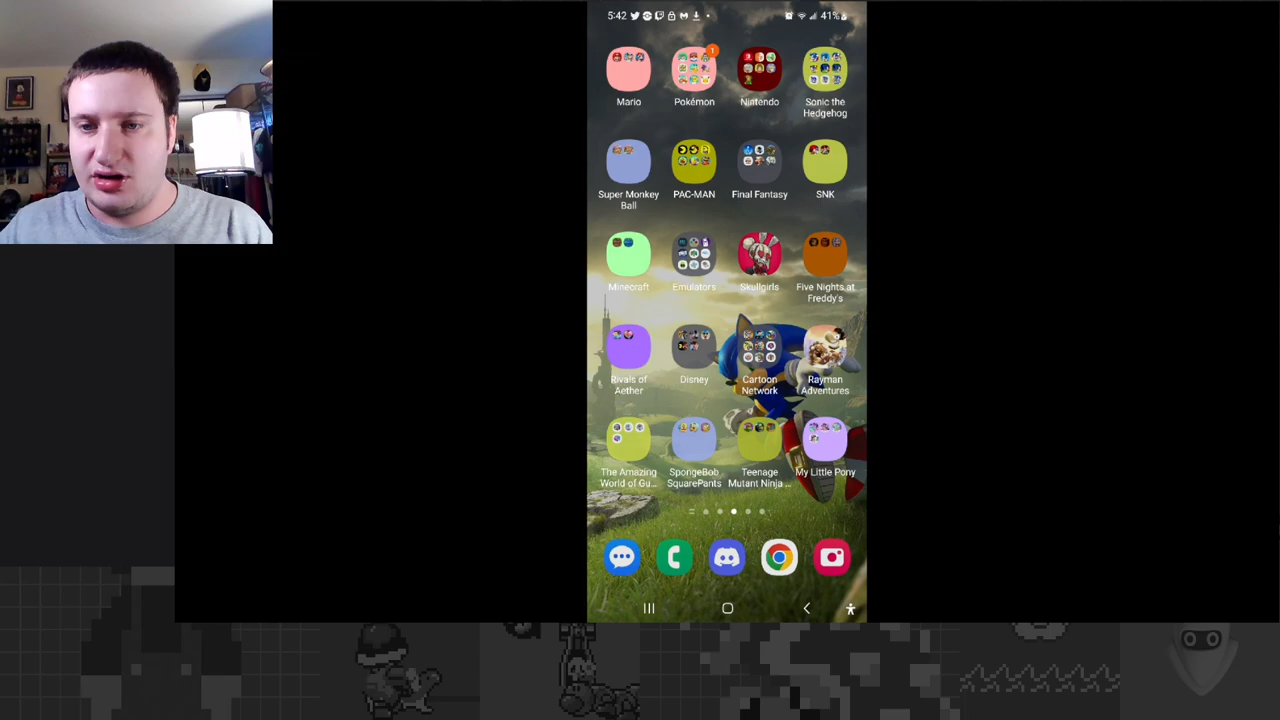 5:42
41%
Mario
Pokémon
1
Nintendo
Sonic the
Hedgehog
Super Monkey
Ball
PAC-MAN
Final Fantasy
SNK
Minecraft
Emulators
Skullgirls
Five Nights at
Freddy's
Rivals of
Aether
Disney
Cartoon
Network
Rayman
Adventures
The Amazing
World of Gu...
SpongeBob
SquarePants
Teenage
Mutant Ninja ...
My Little Pony